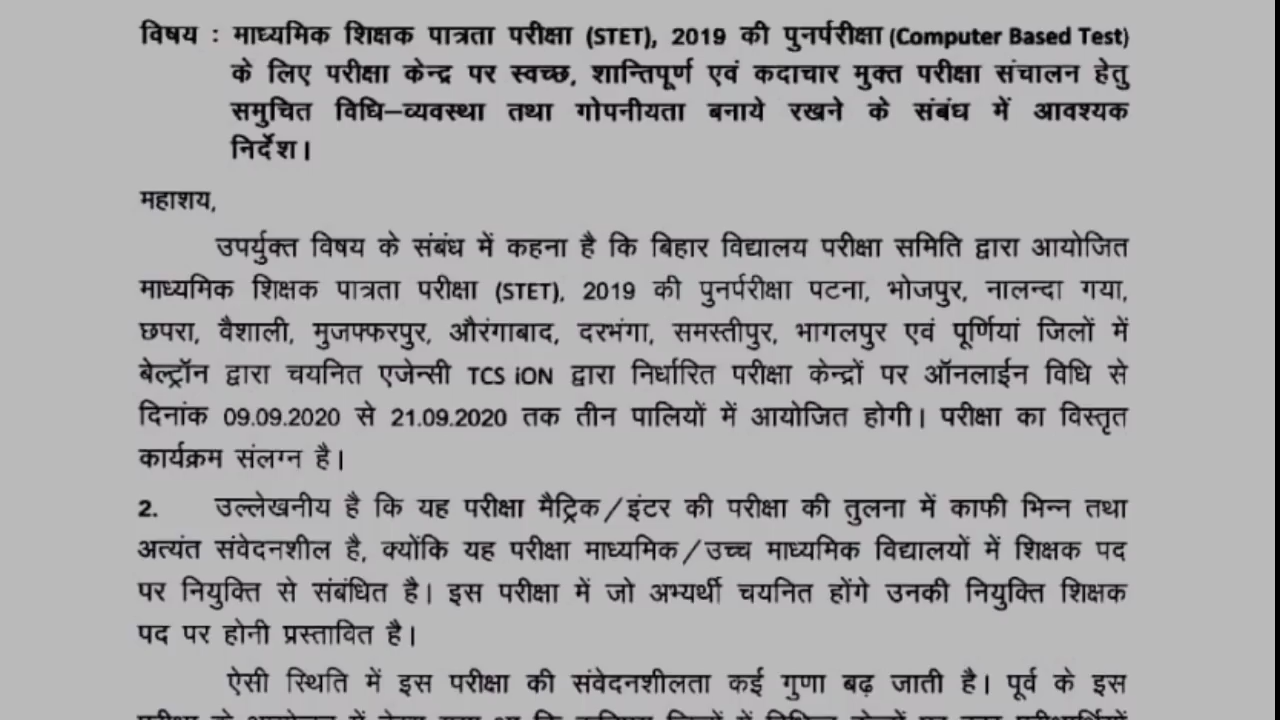 विषय : माध्यमिक शिक्षक पात्रता परीक्षा (STET), 2019 की पुनर्परीक्षा (Computer Based Test)
के लिए परीक्षा केन्द्र पर स्वच्छ, शान्तिपूर्ण एवं कदाचार मुक्त परीक्षा संचालन हेतु
समुचित विधि–व्यवस्था तथा गोपनीयता बनाये रखने के संबंध में आवश्यक
निर्देश।
महाशय,
उपर्युक्त विषय के संबंध में कहना है कि बिहार विद्यालय परीक्षा समिति द्वारा आयोजित
माध्यमिक शिक्षक पात्रता परीक्षा (STET), 2019 की पुनर्परीक्षा पटना, भोजपुर, नालन्दा गया,
छपरा, वैशाली, मुजफ्फरपुर, औरंगाबाद, दरभंगा, समस्तीपुर, भागलपुर एवं पूर्णियां जिलों में
बेल्ट्रॉन द्वारा चयनित एजेन्सी TCS iON द्वारा निर्धारित परीक्षा केन्द्रों पर ऑनलाईन विधि से
दिनांक 09.09.2020 से 21.09.2020 तक तीन पालियों में आयोजित होगी। परीक्षा का विस्तृत
कार्यक्रम संलग्न है।
2. उल्लेखनीय है कि यह परीक्षा मैट्रिक/इंटर की परीक्षा की तुलना में काफी भिन्न तथा
अत्यंत संवेदनशील है, क्योंकि यह परीक्षा माध्यमिक/उच्च माध्यमिक विद्यालयों में शिक्षक पद
पर नियुक्ति से संबंधित है। इस परीक्षा में जो अभ्यर्थी चयनित होंगे उनकी नियुक्ति शिक्षक
पद पर होनी प्रस्तावित है।
ऐसी स्थिति में इस परीक्षा की संवेदनशीलता कई गुणा बढ़ जाती है। पूर्व के इस